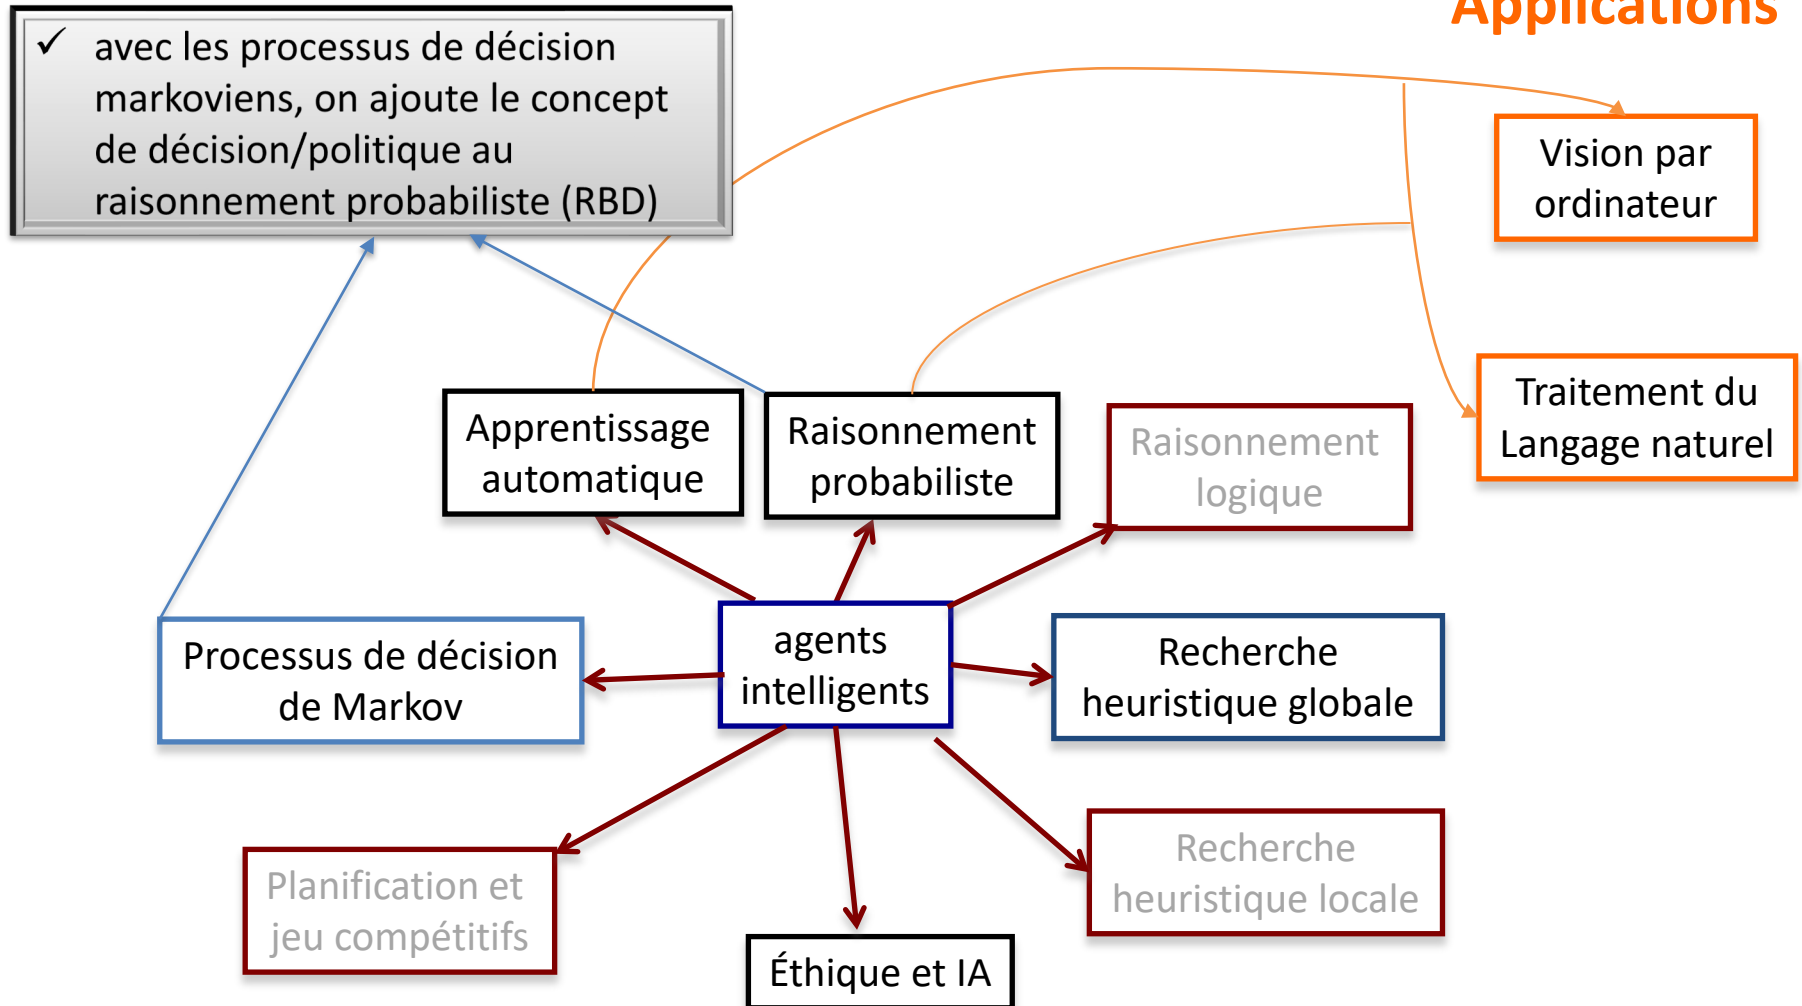 Applications
✓ avec les processus de décision
markoviens, on ajoute le concept
de décision/politique au
raisonnement probabiliste (RBD)
Vision par
ordinateur
Traitement du
Langage naturel
Apprentissage
automatique
Raisonnement
probabiliste
Raisonnement
logique
Processus de décision
de Markov
agents
intelligents
Recherche
heuristique globale
Planification et
jeu compétitifs
Recherche
heuristique locale
Éthique et IA